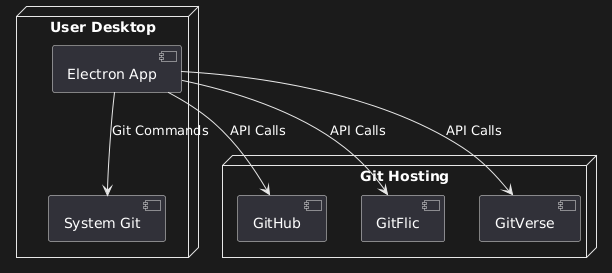 User Desktop
Electron App
Git Commands
API Calls
API Calls
API Calls
Git Hosting
System Git
GitHub
GitFlic
GitVerse